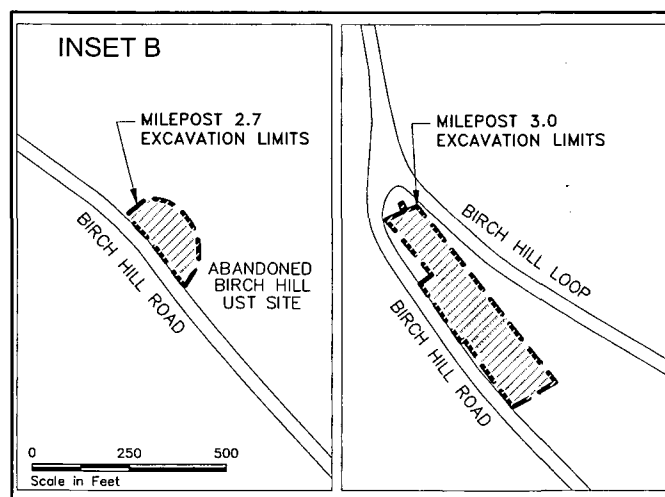 INSET B
MILEPOST 2.7
EXCAVATION LIMITS
BIRCH HILL ROAD
ABANDONED
BIRCH HILL
UST SITE
0 250 500
Scale in Feet
MILEPOST 3.0
EXCAVATION LIMITS
BIRCH HILL LOOP
BIRCH HILL ROAD